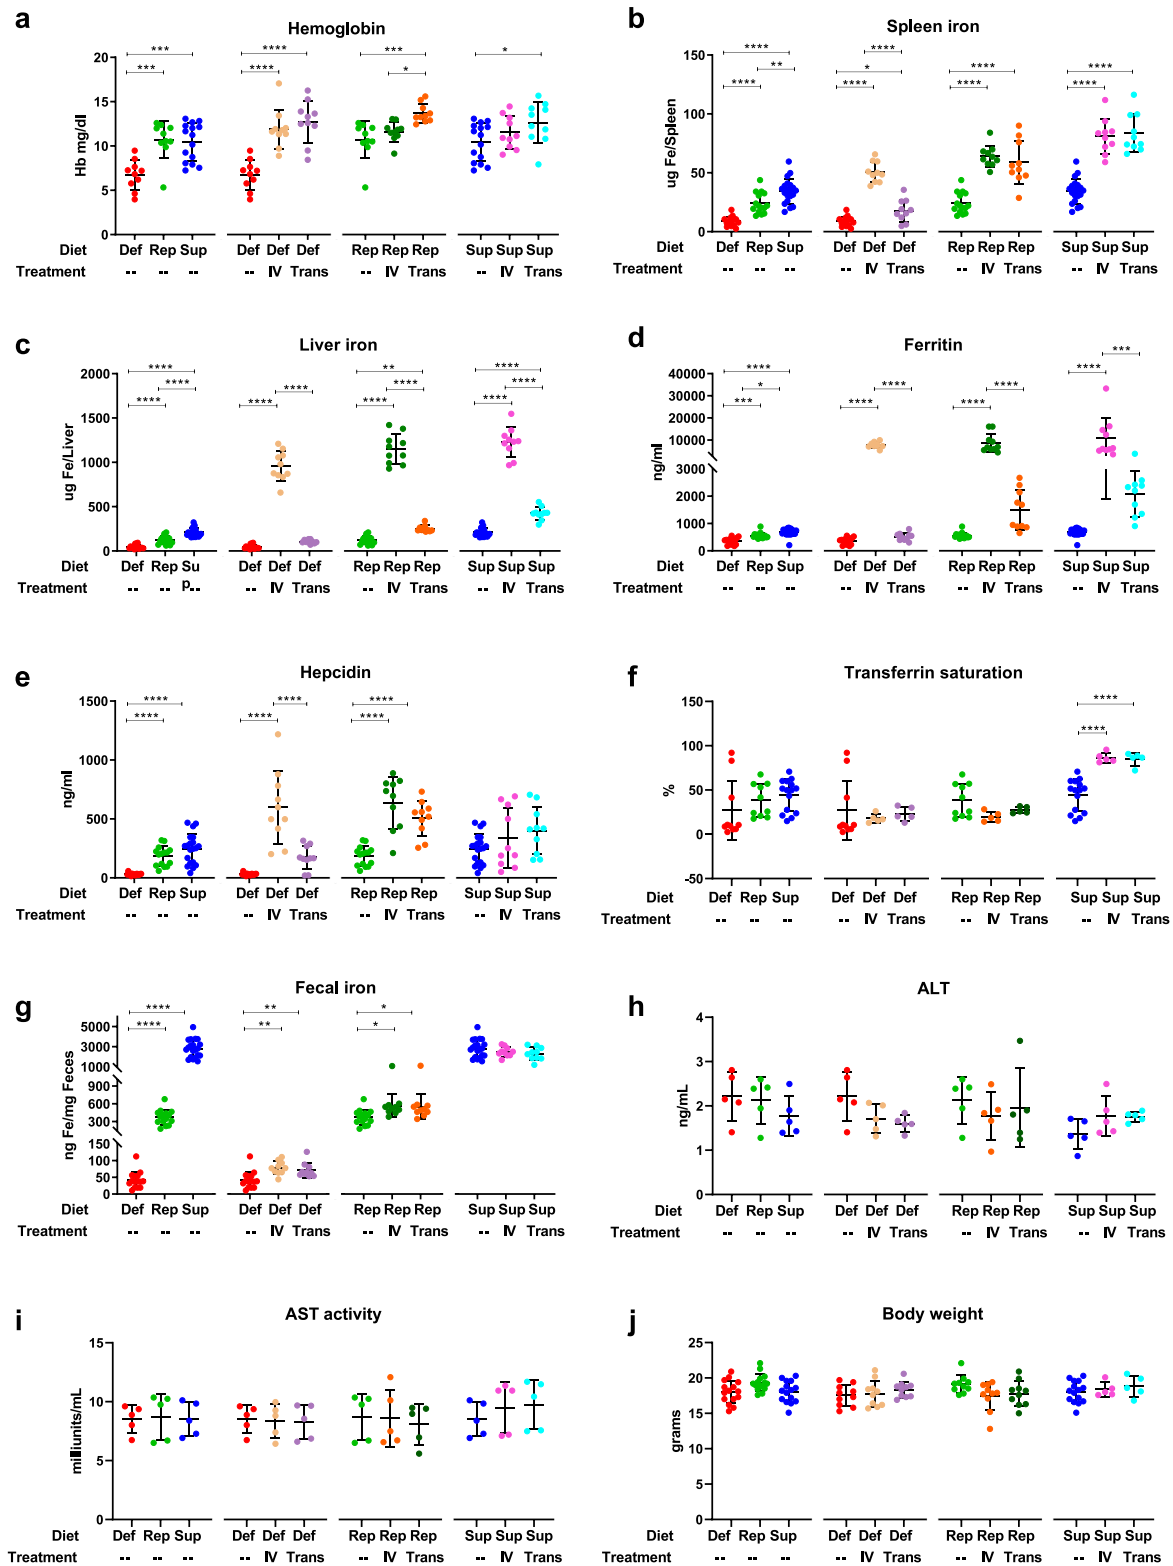 a
Hemoglobin
*** **** *** *
*** **** *
20
15
10
5
0
Hb mg/dl
Diet Def Rep Sup Def Def Def Rep Rep Rep Sup Sup Sup
Treatment -- -- -- -- IV Trans -- IV Trans -- IV Trans
b
Spleen iron
**** **** **** ****
** * **** ****
**** ****
150
100
50
0
ug Fe/Spleen
Diet Def Rep Sup Def Def Def Rep Rep Rep Sup Sup Sup
Treatment -- -- -- -- IV Trans -- IV Trans -- IV Trans
c
Liver iron
**** ** ****
**** **** **** ****
**** **** **** ****
2000
1500
1000
500
0
ug Fe/Liver
Diet Def Rep Su Def Def Def Rep Rep Rep Sup Sup Sup
p
Treatment -- -- -- -- IV Trans -- IV Trans -- IV Trans
d
Ferritin
***
**** ****
* **** ****
*** **** ****
40000
30000
20000
10000
3000
2000
1000
0
ng/ml
Diet Def Rep Sup Def Def Def Rep Rep Rep Sup Sup Sup
Treatment -- -- -- -- IV Trans -- IV Trans -- IV Trans
e
Hepcidin
**** **** ****
**** **** ****
1500
1000
500
0
ng/ml
Diet Def Rep Sup Def Def Def Rep Rep Rep Sup Sup Sup
Treatment -- -- -- -- IV Trans -- IV Trans -- IV Trans
f
Transferrin saturation
****
****
100
50
0
-50
%
Diet Def Rep Sup Def Def Def Rep Rep Rep Sup Sup Sup
Treatment -- -- -- -- IV Trans -- IV Trans -- IV Trans
g
Fecal iron
**** ** *
**** ** *
5000
3000
1000
900
600
300
150
100
50
0
ng Fe/mg Feces
Diet Def Rep Sup Def Def Def Rep Rep Rep Sup Sup Sup
Treatment -- -- -- -- IV Trans -- IV Trans -- IV Trans
h
ALT
4
3
2
1
0
ng/mL
Diet Def Rep Sup Def Def Def Rep Rep Rep Sup Sup Sup
Treatment -- -- -- -- IV Trans -- IV Trans -- IV Trans
i
AST activity
15
10
5
0
milliunits/mL
Diet Def Rep Sup Def Def Def Rep Rep Rep Sup Sup Sup
Treatment -- -- -- -- IV Trans -- IV Trans -- IV Trans
j
Body weight
25
20
15
10
5
0
grams
Diet Def Rep Sup Def Def Def Rep Rep Rep Sup Sup Sup
Treatment -- -- -- -- IV Trans -- IV Trans -- IV Trans